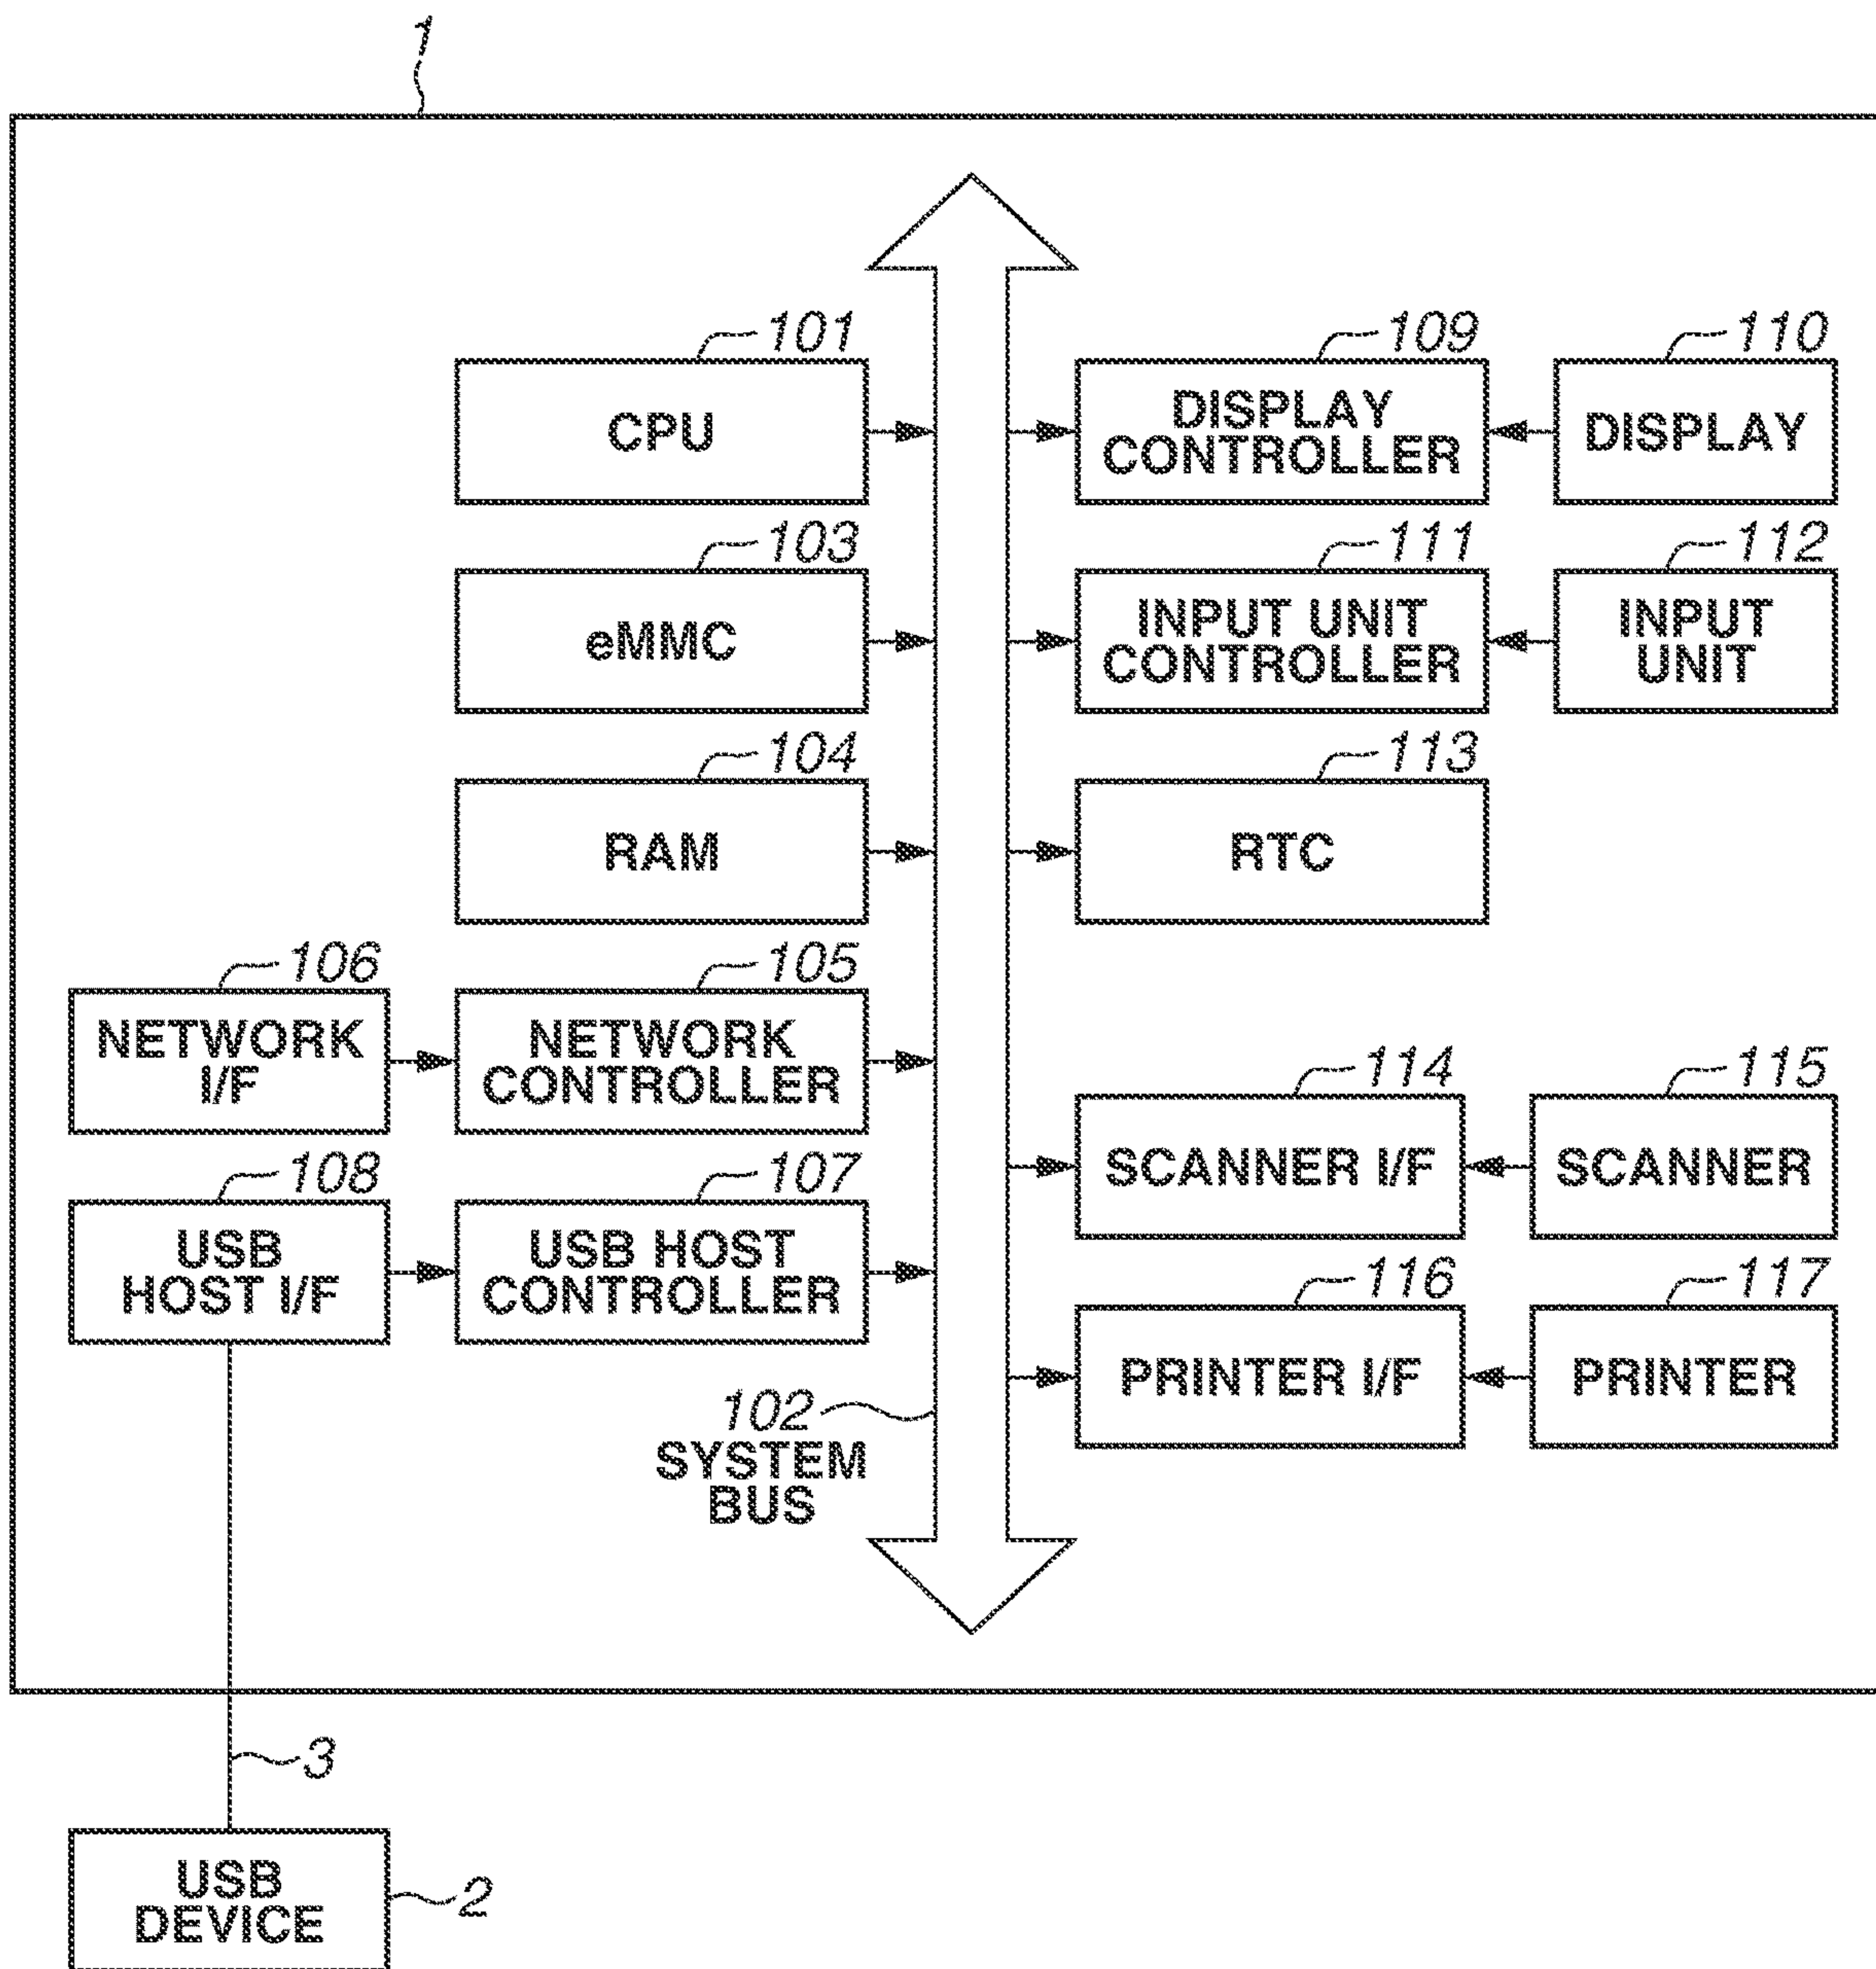 1
101
CPU
109
DISPLAY
CONTROLLER
110
DISPLAY
103
eMMC
111
INPUT UNIT
CONTROLLER
112
INPUT
UNIT
104
RAM
113
RTC
106
NETWORK
I/F
105
NETWORK
CONTROLLER
114
SCANNER I/F
115
SCANNER
108
USB
HOST I/F
107
USB HOST
CONTROLLER
116
PRINTER I/F
117
PRINTER
102
SYSTEM
BUS
3
USB
DEVICE
2